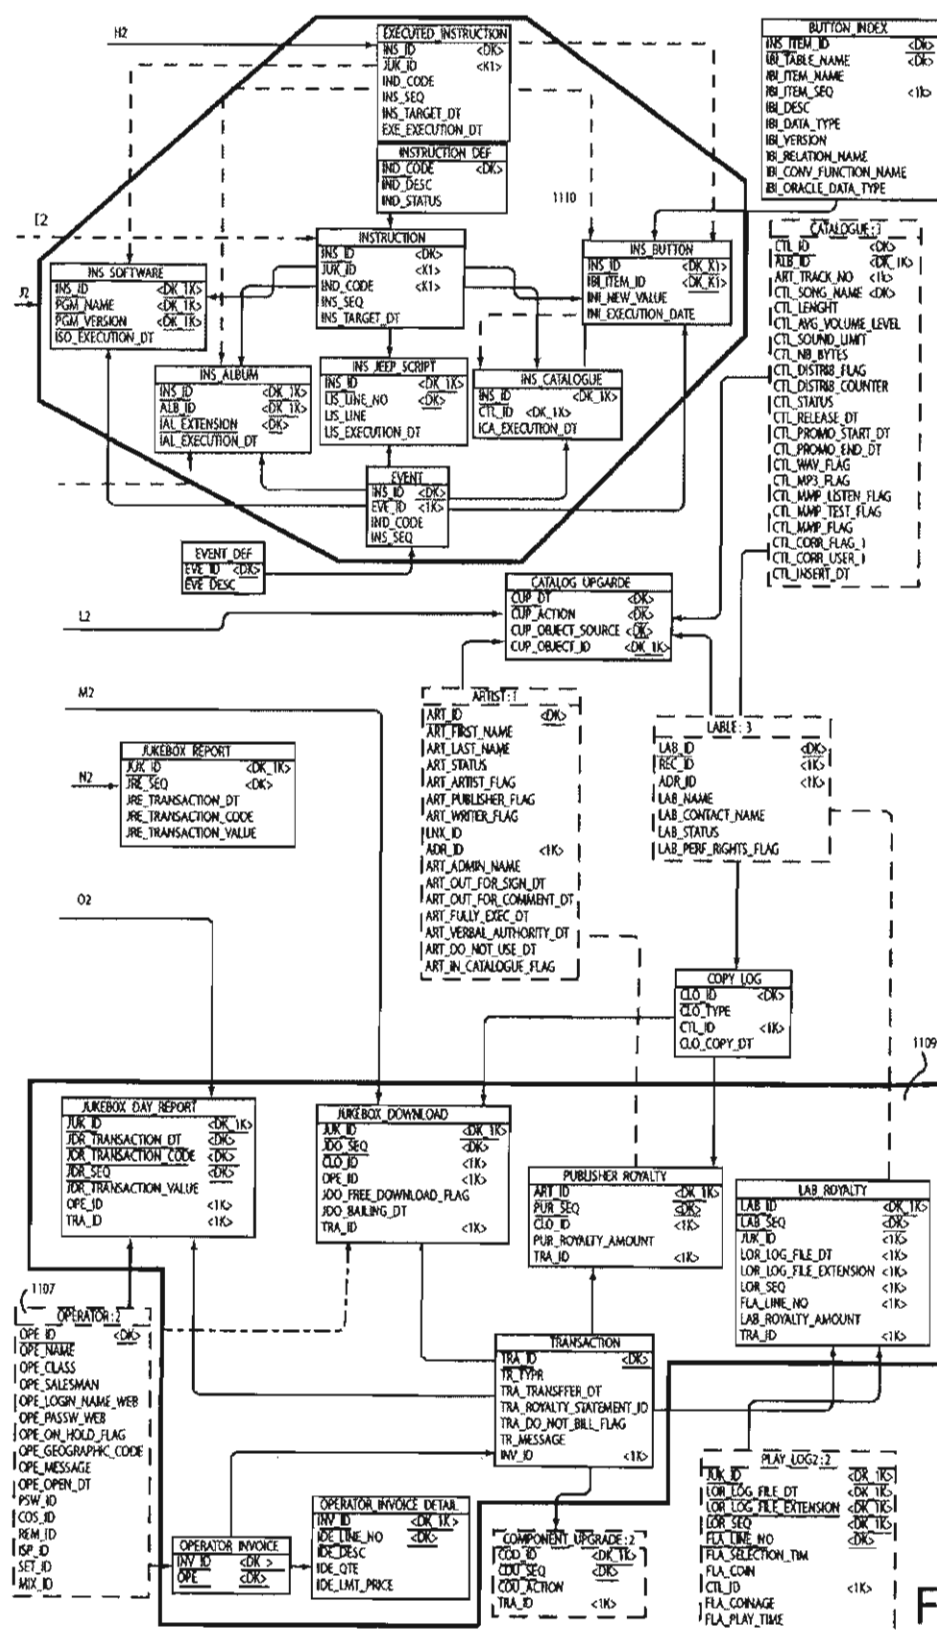 H2
EXECUTED_INSTRUCTION
INS_ID <DK>
JUK_ID <K1>
IND_CODE
INS_SEQ
INS_TARGET_DT
EXE_EXECUTION_DT
BUTTON_INDEX
INS_ITEM_ID <DK>
IBI_TABLE_NAME <DK>
IBI_ITEM_NAME
IBI_ITEM_SEQ <1K>
IBI_DESC
IBI_DATA_TYPE
IBI_VERSION
IBI_RELATION_NAME
IBI_CONV_FUNCTION_NAME
IBI_ORACLE_DATA_TYPE
INSTRUCTION_DEF
IND_CODE <DK>
IND_DESC
IND_STATUS
1110
INSTRUCTION
INS_ID <DK>
JUK_ID <X1>
IND_CODE <X1>
INS_SEQ
INS_TARGET_DT
INS_BUTTON
INS_ID <DK_X1>
IBI_ITEM_ID <DK_K1>
INI_NEW_VALUE
INI_EXECUTION_DATE
J2
INS_SOFTWARE
INS_ID <DK_1K>
PGM_NAME <DK_1K>
PGM_VERSION <DK_1K>
ISO_EXECUTION_DT
CTL_ID <DK>
ALB_ID <DK_1K>
ART_TRACK_NO <1K>
CTL_SONG_NAME <DK>
CTL_LENGHT
CTL_AVG_VOLUME_LEVEL
CTL_SOUND_LIMIT
CTL_NB_BYTES
CTL_DISTRIB_FLAG
CTL_DISTRIB_COUNTER
CTL_STATUS
CTL_RELEASE_DT
CTL_PROMO_START_DT
CTL_PROMO_END_DT
CTL_WAV_FLAG
CTL_MP3_FLAG
CTL_MMP_LISTEN_FLAG
CTL_MMP_TEST_FLAG
CTL_MMP_FLAG
CTL_CORR_FLAG_1
CTL_CORR_USER_1
CTL_INSERT_DT
INS_ALBUM
INS_ID <DK_1K>
ALB_ID <DK_1K>
IAL_EXTENSION <DK>
IAL_EXECUTION_DT
INS_JEEP_SCRIPT
INS_ID <DK_1K>
LIS_LINE_NO <DK>
LIS_LINE
LIS_EXECUTION_DT
INS_CATALOGUE
INS_ID <DK_1K>
CTL_ID <DK_1K>
ICA_EXECUTION_DT
EVENT
INS_ID <DK>
EVE_ID <1K>
IND_CODE
INS_SEQ
EVENT_DEF
EVE_ID <DK>
EVE_DESC
CATALOG UPGARDE
CUP_DT <DK>
CUP_ACTION <DK>
CUP_OBJECT_SOURCE <DK>
CUP_OBJECT_ID <DK_1K>
L2
M2
ARTIST:1
ART_ID <DK>
ART_FIRST_NAME
ART_LAST_NAME
ART_STATUS
ART_ARTIST_FLAG
ART_PUBLISHER_FLAG
ART_WRITER_FLAG
LNX_ID
ADR_ID <1K>
ART_ADMIN_NAME
ART_OUT_FOR_SIGN_DT
ART_OUT_FOR_COMMENT_DT
ART_FULLY_EXEC_DT
ART_VERBAL_AUTHORITY_DT
ART_DO_NOT_USE_DT
ART_IN_CATALOGUE_FLAG
LABLE: 3
LAB_ID <DK>
REC_ID <1K>
ADR_ID <1K>
LAB_NAME
LAB_CONTACT_NAME
LAB_STATUS
LAB_PERF_RIGHTS_FLAG
N2
JUKEBOX REPORT
JUK_ID <DK_1K>
JRE_SEQ <DK>
JRE_TRANSACTION_DT
JRE_TRANSACTION_CODE
JRE_TRANSACTION_VALUE
O2
COPY_LOG
CLO_ID <DK>
CLO_TYPE
CTL_ID <1K>
CLO_COPY_DT
1109
JUKEBOX_DAY_REPORT
JUK_ID <DK_1K>
JDR_TRANSACTION_DT <DK>
JDR_TRANSACTION_CODE <DK>
JDR_SEQ <DK>
JDR_TRANSACTION_VALUE
OPE_ID <1K>
TRA_ID <1K>
JUKEBOX_DOWNLOAD
JUK_ID <DK_1K>
JDO_SEQ <DK>
CLO_ID <1K>
OPE_ID <1K>
JDO_FREE_DOWNLOAD_FLAG
JDO_BAILING_DT
TRA_ID <1K>
PUBLISHER ROYALTY
ART_ID <DK_1K>
PUR_SEQ <DK>
CLO_ID <1K>
PUR_ROYALTY_AMOUNT
TRA_ID <1K>
LAB_ROYALTY
LAB_ID <DK_1K>
LAB_SEQ <DK>
JUK_ID <1K>
LOR_LOG_FILE_DT <1K>
LOR_LOG_FILE_EXTENSION <1K>
LOR_SEQ <1K>
FLA_LINE_NO <1K>
LAB_ROYALTY_AMOUNT
TRA_ID <1K>
1107
OPERATOR:2
OPE_ID <DK>
OPE_NAME
OPE_CLASS
OPE_SALESMAN
OPE_LOGIN_NAME_WEB
OPE_PASSW_WEB
OPE_ON_HOLD_FLAG
OPE_GEOGRAPHIC_CODE
OPE_MESSAGE
OPE_OPEN_DT
PSW_ID
COS_ID
REM_ID
ISP_ID
SET_ID
MIX_ID
TRANSACTION
TRA_ID <DK>
TR_TYPR
TRA_TRANSFFER_DT
TRA_ROYALTY_STATEMENT_ID
TRA_DO_NOT_BILL_FLAG
TR_MESSAGE
INV_ID <1K>
PLAY_LOG2:2
JUK_ID <DK_1K>
LOR_LOG_FILE_DT <DK_1K>
LOR_LOG_FILE_EXTENSION <DK_1K>
LOR_SEQ <DK_1K>
FLA_LINE_NO <DK>
FLA_SELECTION_TIM
FLA_COIN
CTL_ID <1K>
FLA_COINAGE
FLA_PLAY_TIME
OPERATOR_INVOICE
INV_ID <DK>
OPE <DK>
OPERATOR_INVOICE DETAIL
INV_ID <DK_1K>
IDE_LINE_NO <DK>
IDE_DESC
IDE_QTE
IDE_LMT_PRICE
COMPONENT_UPGRADE:2
COD_ID <DK_1K>
CDU_SEQ <DK>
CDU_ACTION
TRA_ID <1K>
F